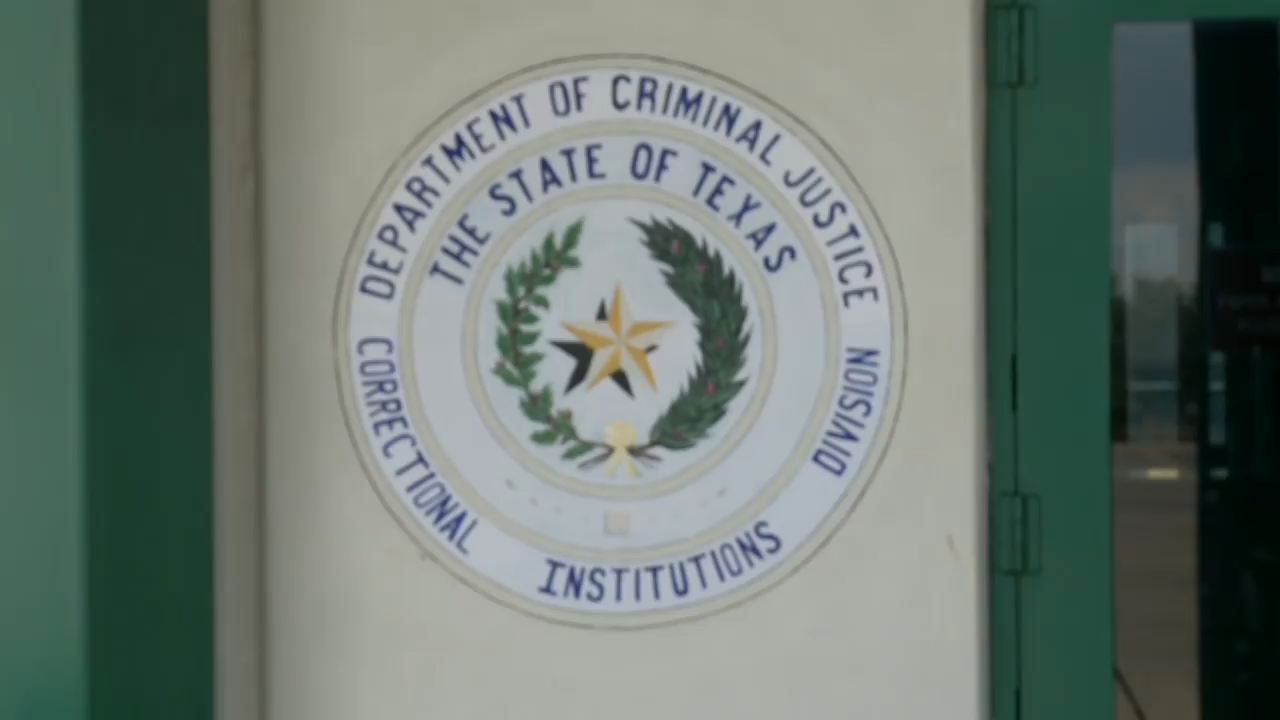 DEPARTMENT OF CRIMINAL JUSTICE
THE STATE OF TEXAS
CORRECTIONAL INSTITUTIONS DIVISION